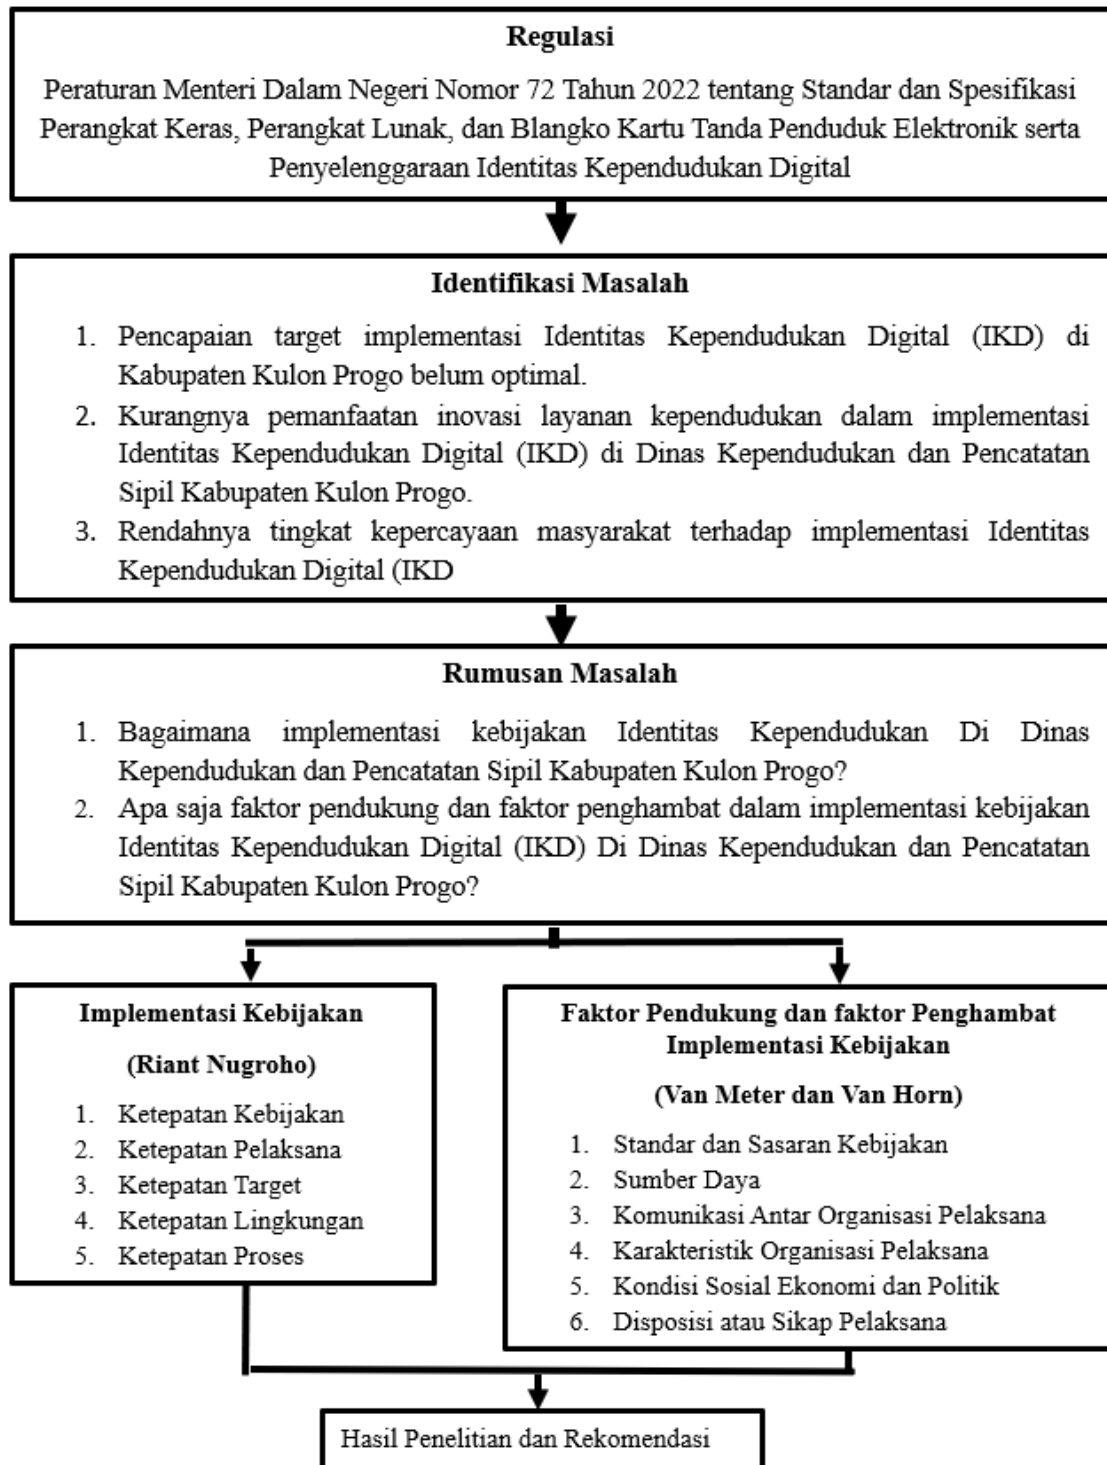 Regulasi
Peraturan Menteri Dalam Negeri Nomor 72 Tahun 2022 tentang Standar dan Spesifikasi
Perangkat Keras, Perangkat Lunak, dan Blangko Kartu Tanda Penduduk Elektronik serta
Penyelenggaraan Identitas Kependudukan Digital
Identifikasi Masalah
1. Pencapaian target implementasi Identitas Kependudukan Digital (IKD) di
Kabupaten Kulon Progo belum optimal.
2. Kurangnya pemanfaatan inovasi layanan kependudukan dalam implementasi
Identitas Kependudukan Digital (IKD) di Dinas Kependudukan dan Pencatatan
Sipil Kabupaten Kulon Progo.
3. Rendahnya tingkat kepercayaan masyarakat terhadap implementasi Identitas
Kependudukan Digital (IKD
Rumusan Masalah
1. Bagaimana implementasi kebijakan Identitas Kependudukan Di Dinas
Kependudukan dan Pencatatan Sipil Kabupaten Kulon Progo?
2. Apa saja faktor pendukung dan faktor penghambat dalam implementasi kebijakan
Identitas Kependudukan Digital (IKD) Di Dinas Kependudukan dan Pencatatan
Sipil Kabupaten Kulon Progo?
Implementasi Kebijakan
(Riant Nugroho)
1. Ketepatan Kebijakan
2. Ketepatan Pelaksana
3. Ketepatan Target
4. Ketepatan Lingkungan
5. Ketepatan Proses
Faktor Pendukung dan faktor Penghambat
Implementasi Kebijakan
(Van Meter dan Van Horn)
1. Standar dan Sasaran Kebijakan
2. Sumber Daya
3. Komunikasi Antar Organisasi Pelaksana
4. Karakteristik Organisasi Pelaksana
5. Kondisi Sosial Ekonomi dan Politik
6. Disposisi atau Sikap Pelaksana
Hasil Penelitian dan Rekomendasi